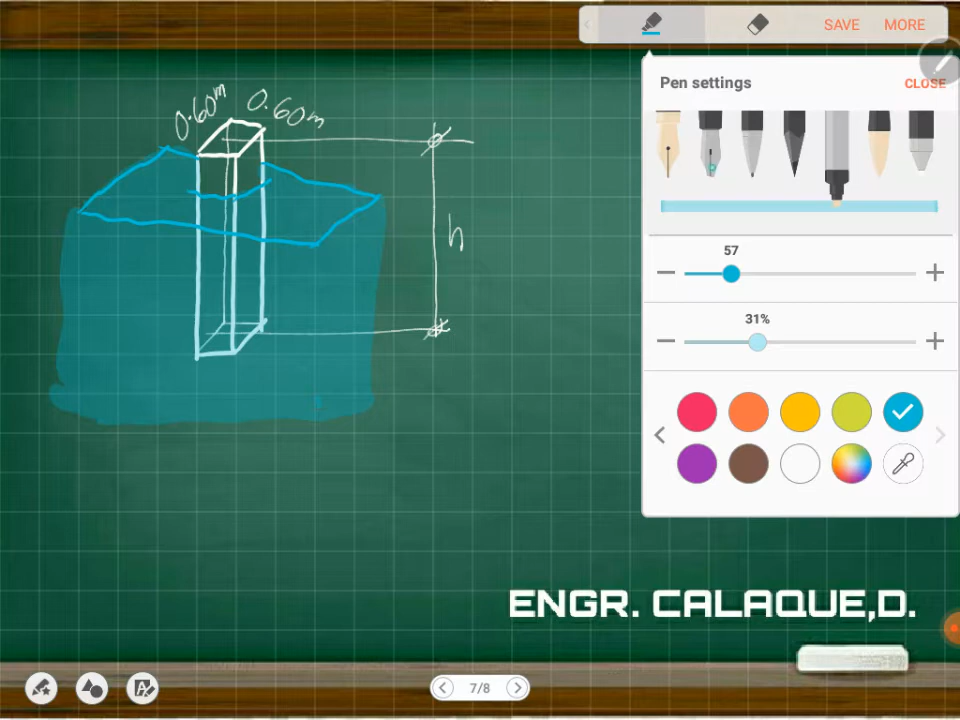 SAVE MORE
Pen settings CLOSE
0.60m 0.60m
57
h
31%
ENGR. CALAQUE,D.
7/8